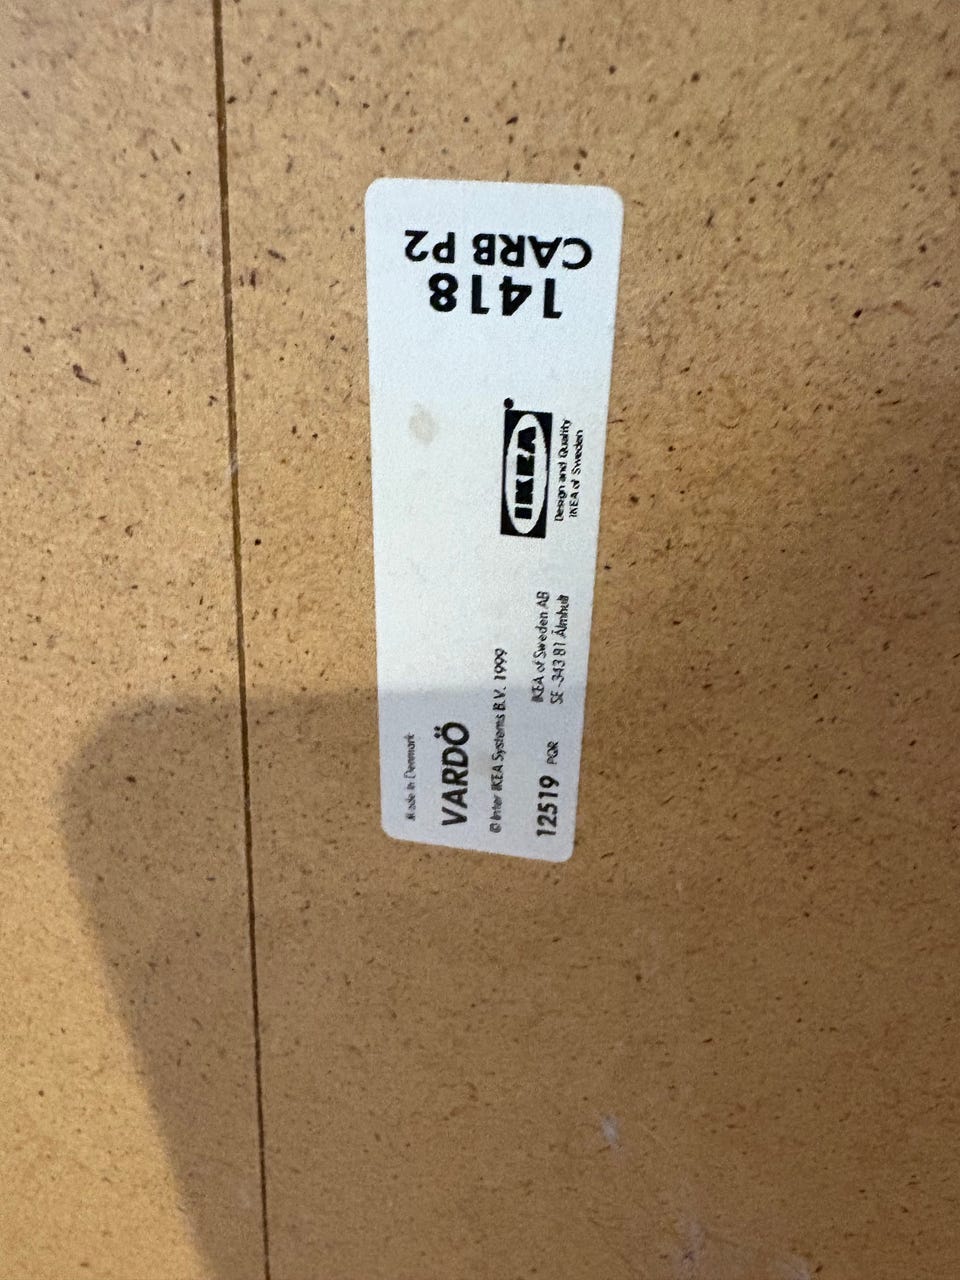 Made in Denmark
VARDÖ
© Inter IKEA Systems B.V. 1999
12519 PQR
IKEA of Sweden AB
SE -343 81 Älmhult
IKEA®
Design and Quality
IKEA of Sweden
1418
CARB P2